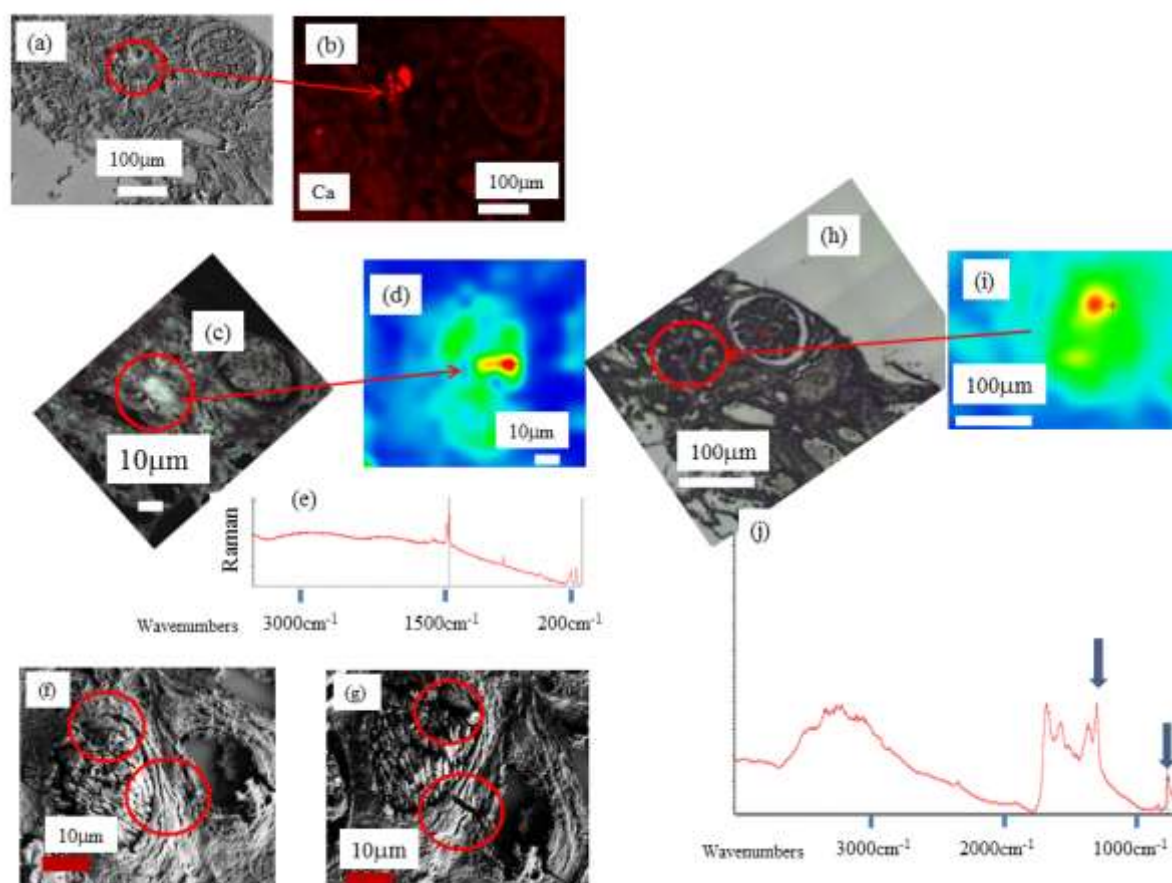 (a)
100μm
(b)
Ca
100μm
(c)
10μm
(d)
10μm
(h)
100μm
(i)
100μm
(e)
Raman
Wavenumbers 3000cm⁻¹ 1500cm⁻¹ 200cm⁻¹
(f)
10μm
(g)
10μm
(j)
Wavenumbers 3000cm⁻¹ 2000cm⁻¹ 1000cm⁻¹